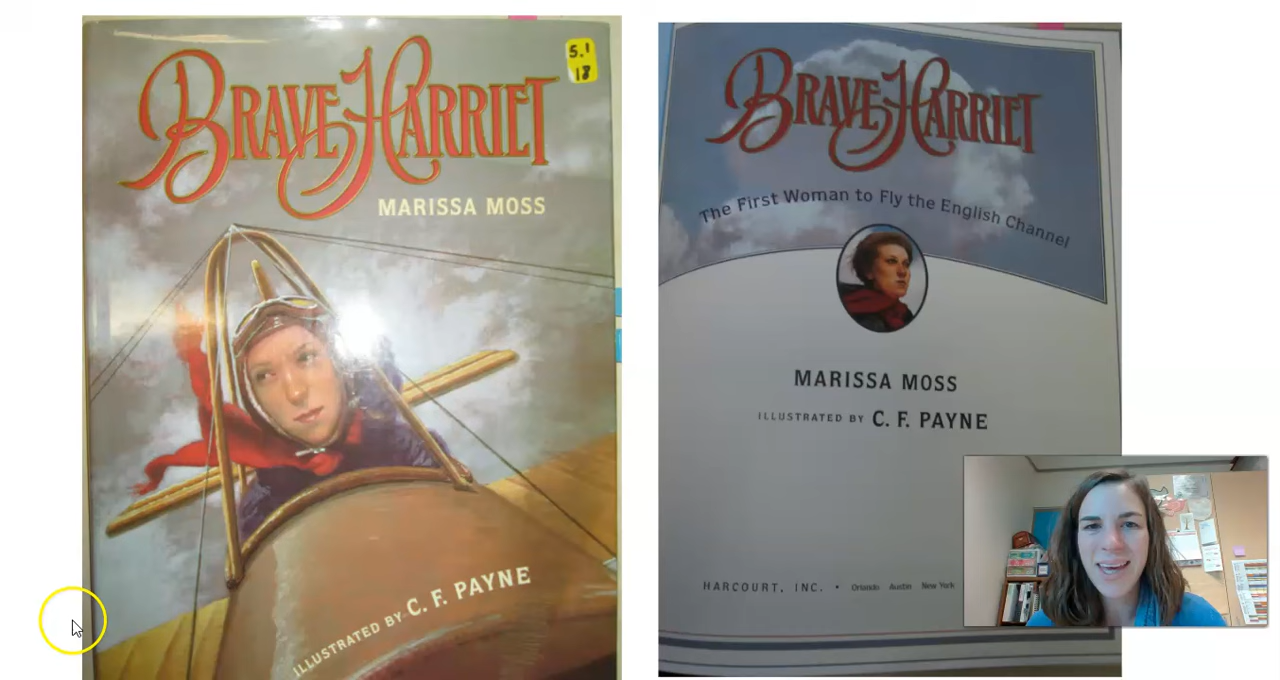 BRAVE HARRIET
5.1
18
MARISSA MOSS
ILLUSTRATED BY C. F. PAYNE
BRAVE HARRIET
The First Woman to Fly the English Channel
MARISSA MOSS
ILLUSTRATED BY C. F. PAYNE
HARCOURT, INC. • Orlando Austin New York